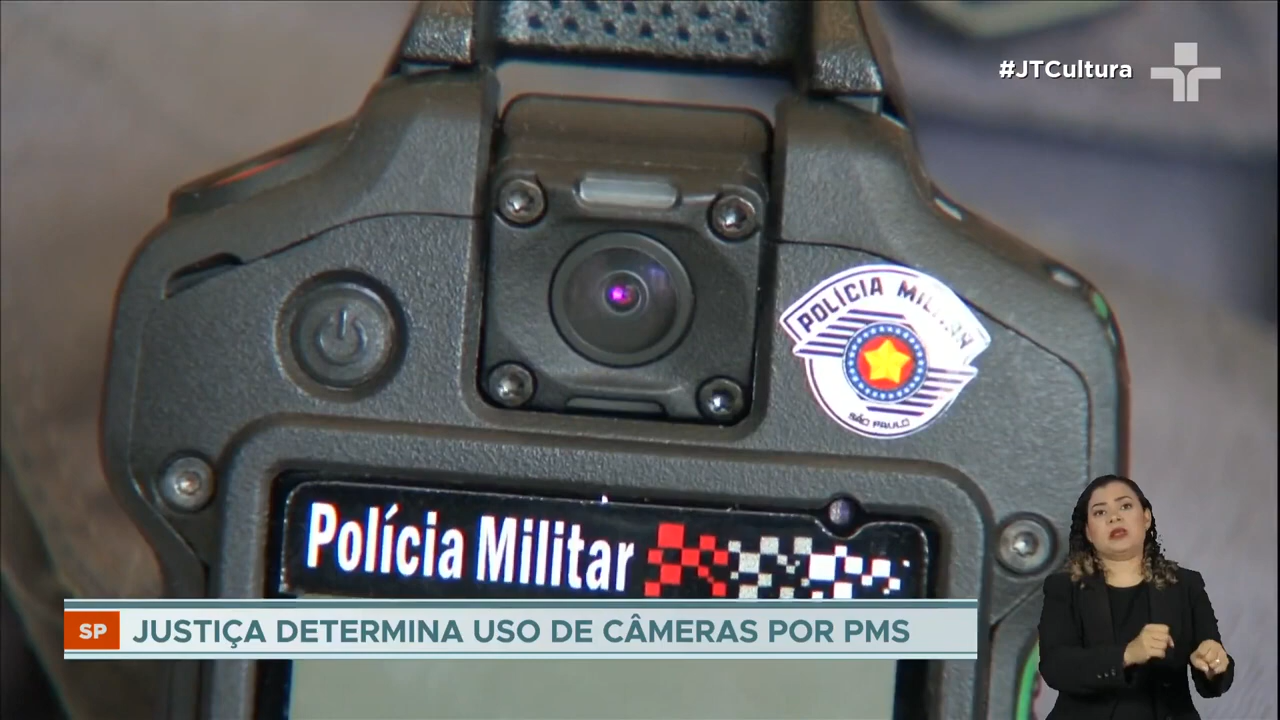 #JTCultura
POLÍCIA MILITAR
SÃO PAULO
Polícia Militar
SP JUSTIÇA DETERMINA USO DE CÂMERAS POR PMS